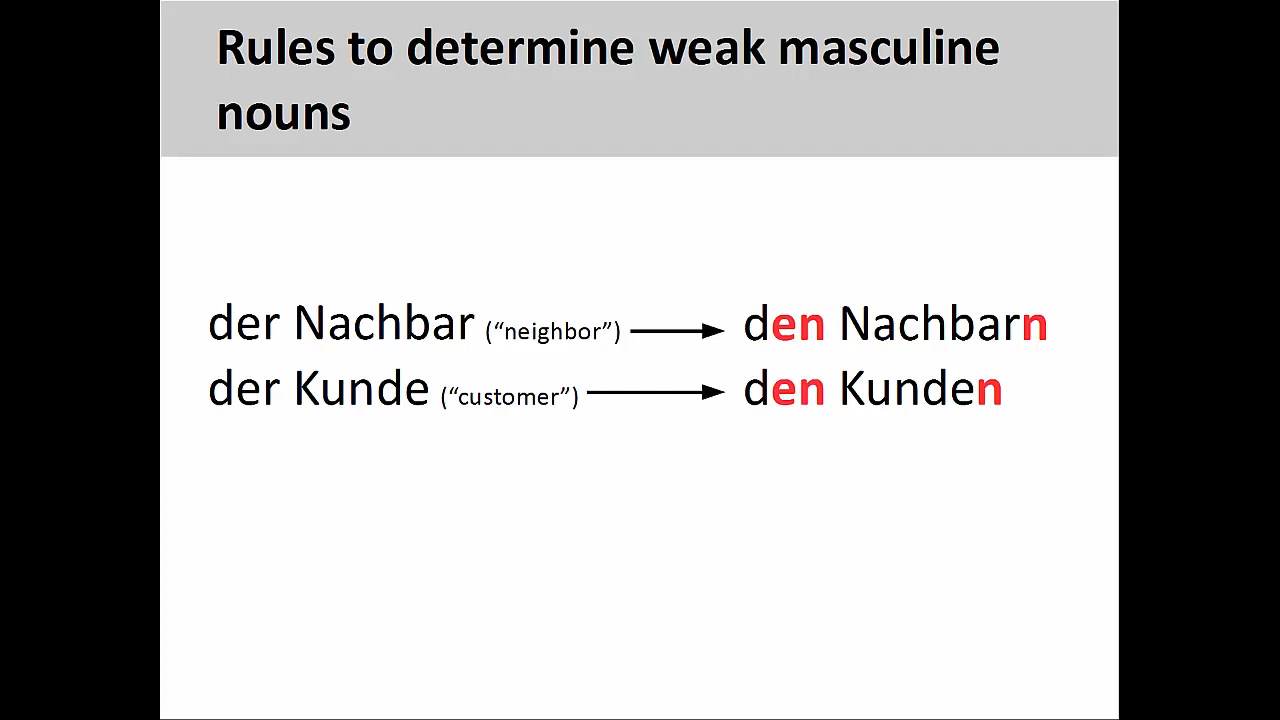 Rules to determine weak masculine
nouns
der Nachbar (“neighbor”) den Nachbarn
der Kunde (“customer”) den Kunden